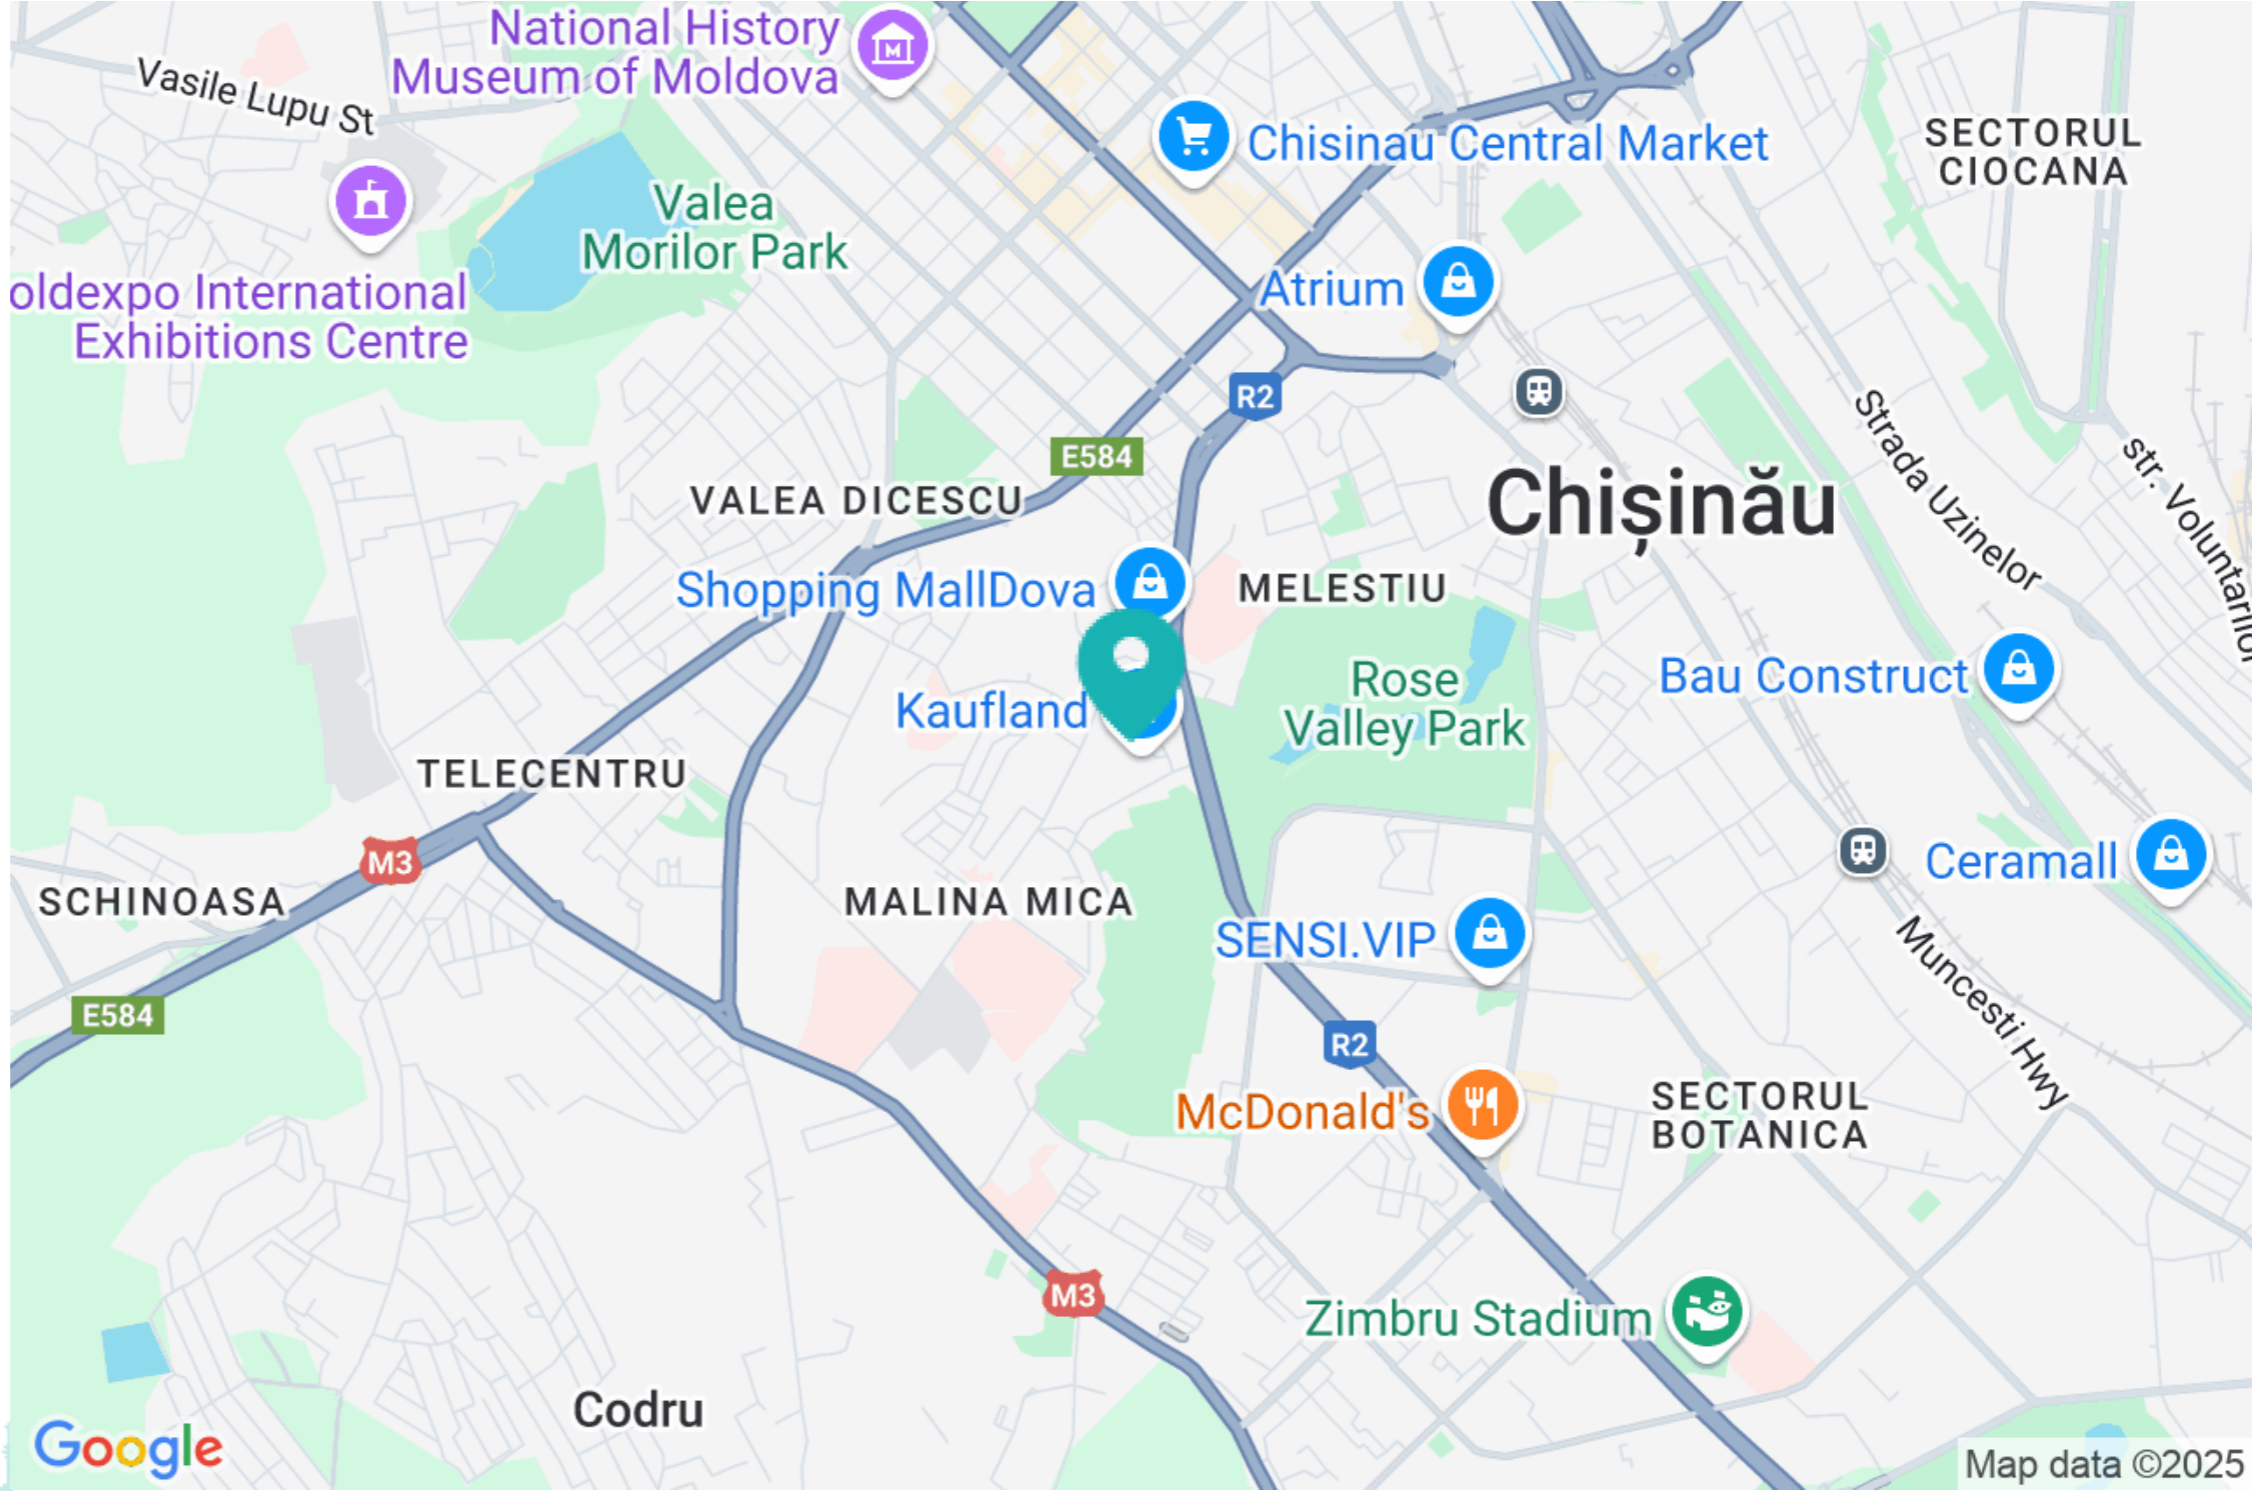 National History
Museum of Moldova
Vasile Lupu St
Chisinau Central Market
SECTORUL
CIOCANA
Valea
Morilor Park
oldexpo International
Exhibitions Centre
Atrium
R2
Strada Uzinelor
E584
str. Voluntarilor
VALEA DICESCU
Chișinău
Shopping MallDova
MELESTIU
Rose
Valley Park
Bau Construct
Kaufland
TELECENTRU
M3
Ceramall
SCHINOASA
MALINA MICA
SENSI.VIP
Muncesti Hwy
E584
R2
McDonald's
SECTORUL
BOTANICA
M3
Zimbru Stadium
Codru
Google
Map data ©2025